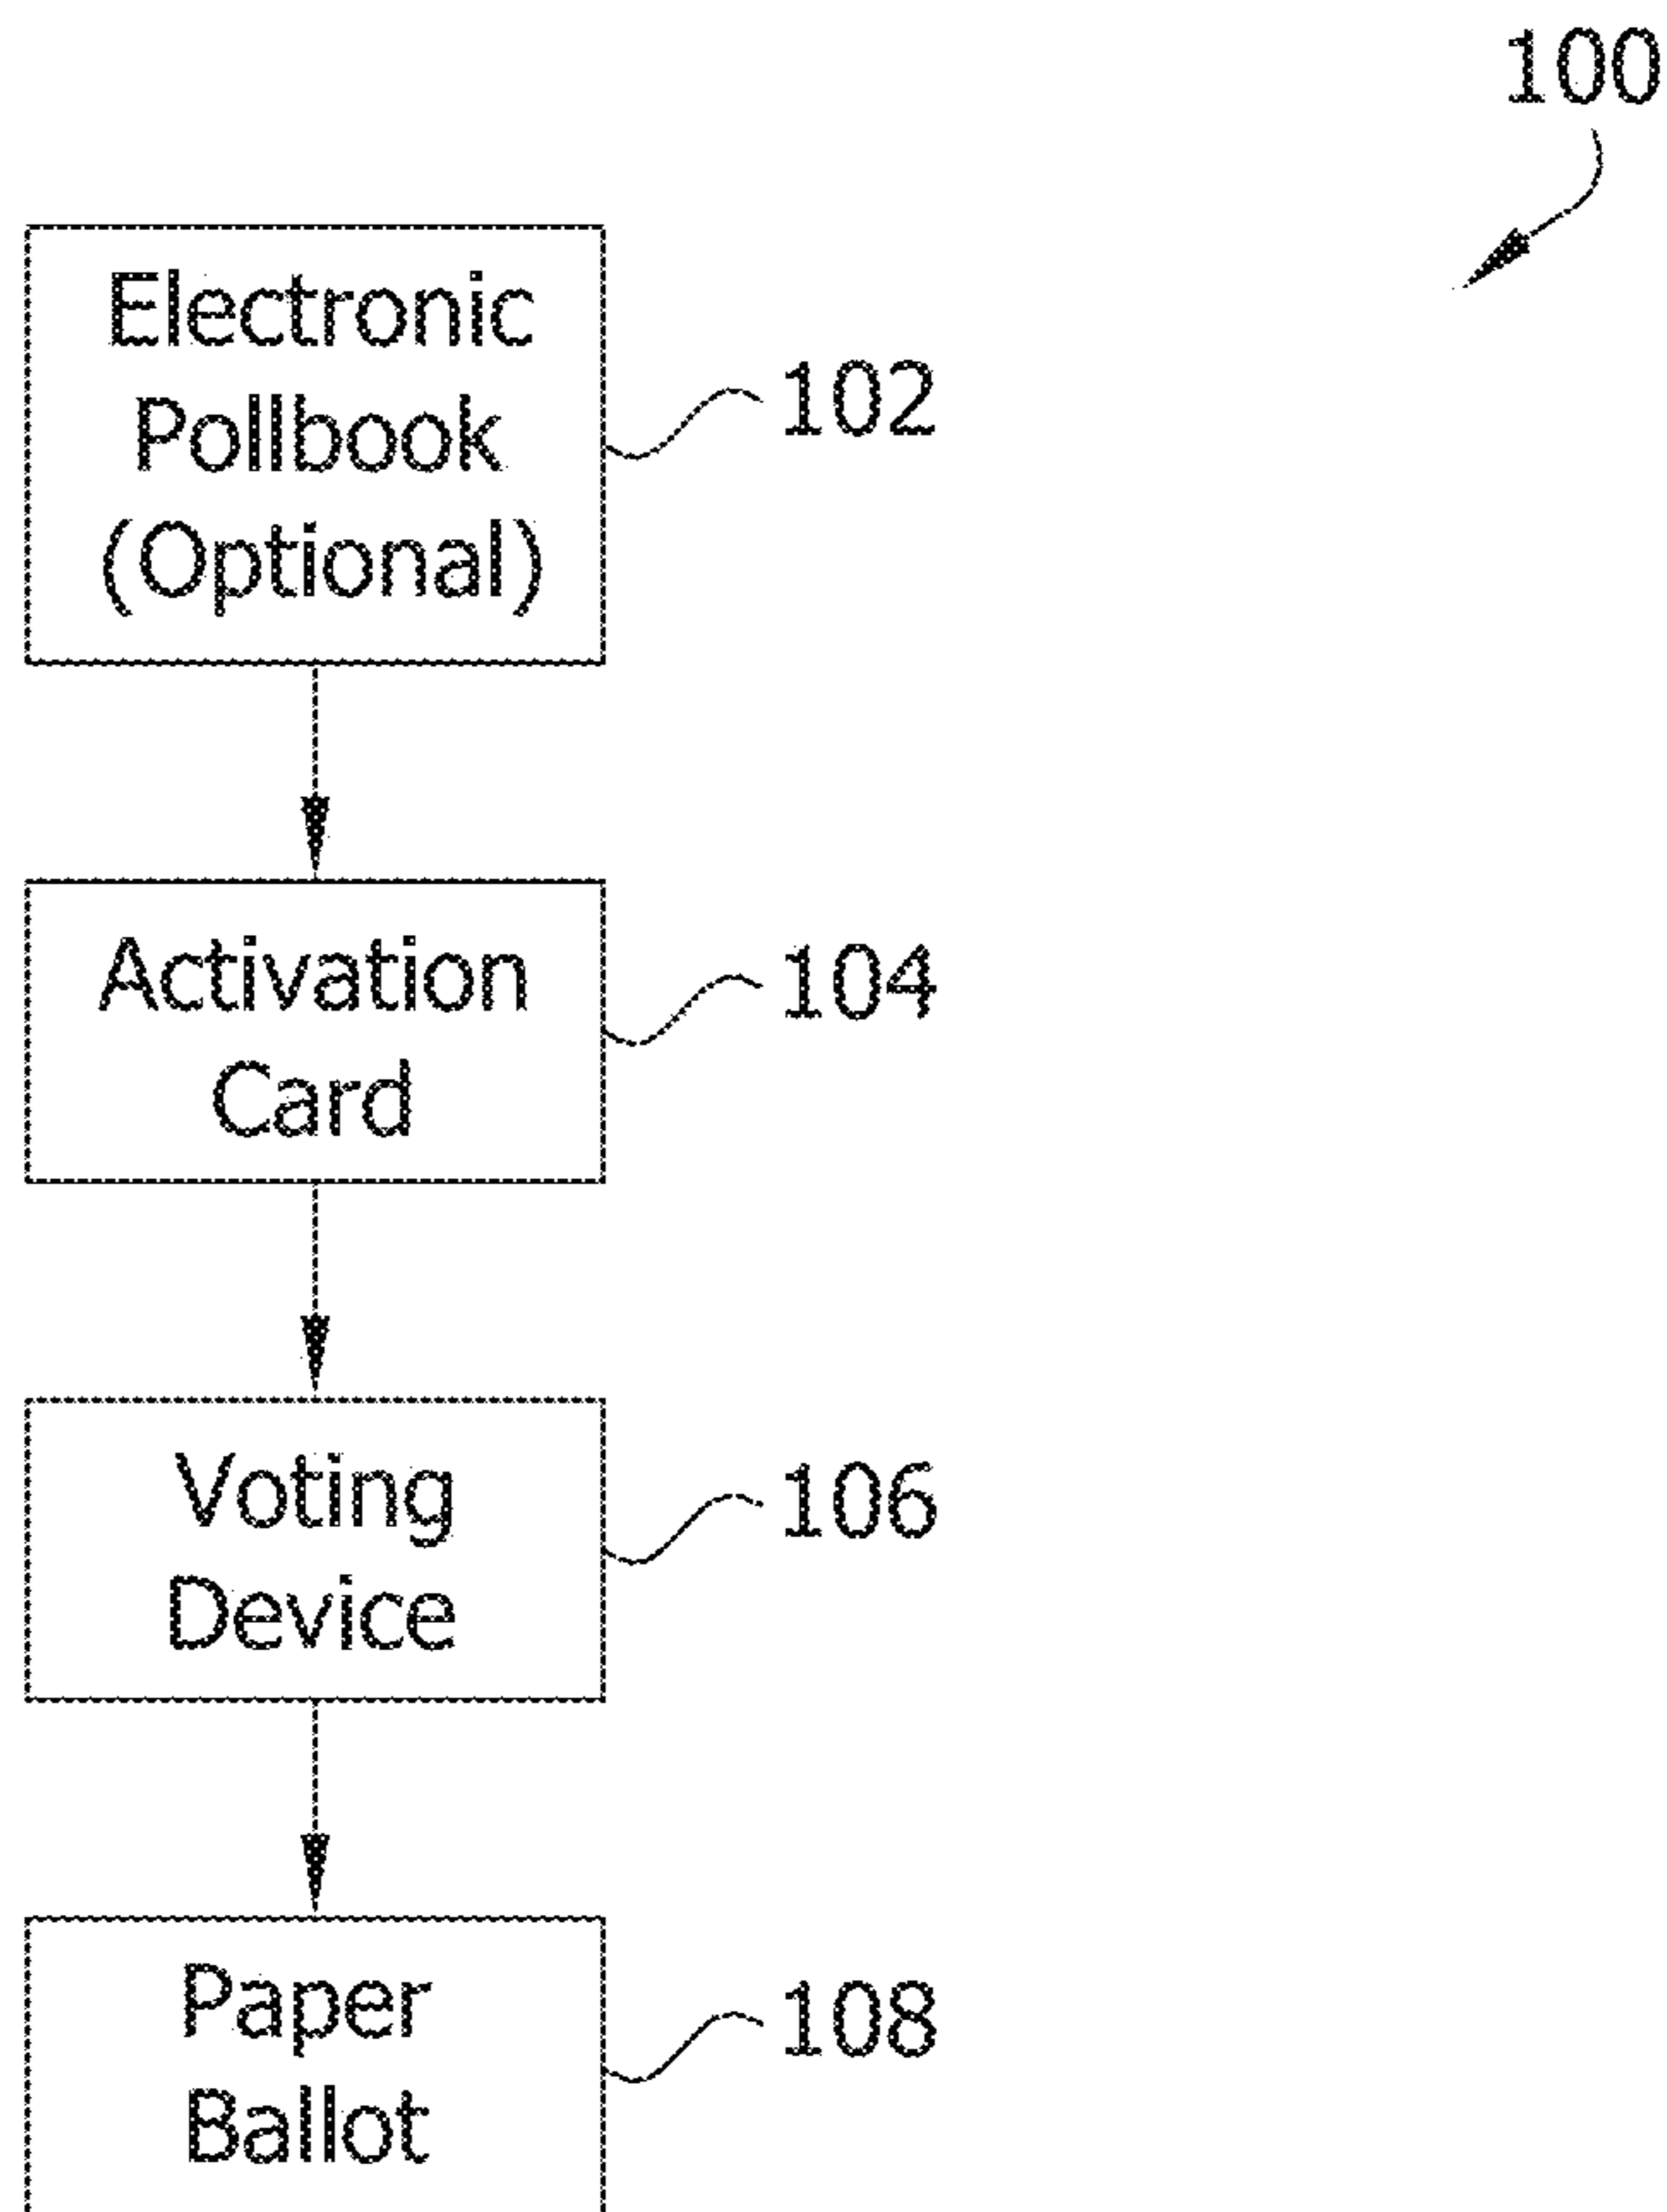 100
Electronic
Pollbook
(Optional)
102
Activation
Card
104
Voting
Device
106
Paper
Ballot
108